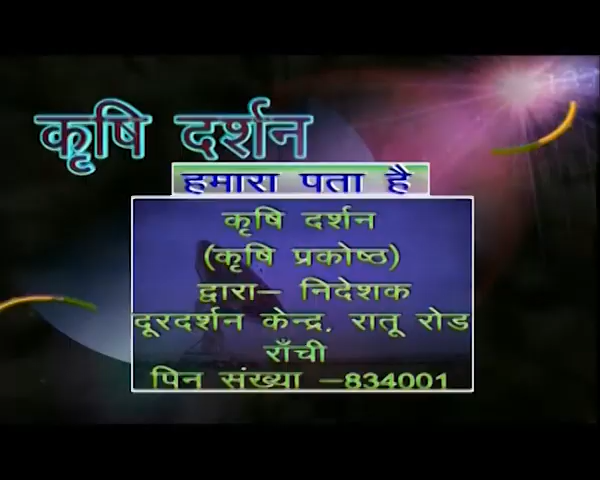 कृषि दर्शन
हमारा पता है
कृषि दर्शन
(कृषि प्रकोष्ठ)
द्वारा– निदेशक
दूरदर्शन केन्द्र, रातू रोड
राँची
पिन संख्या –834001